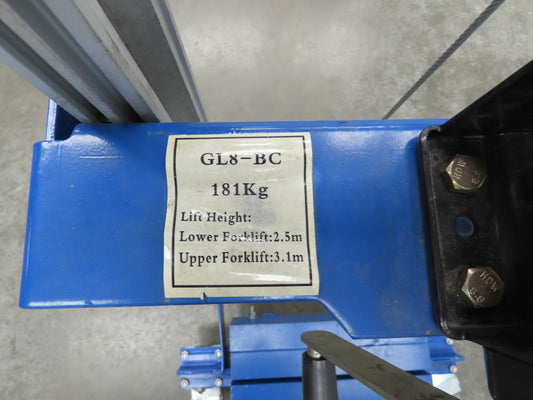 GL8-BC
181Kg
Lift Height:
Lower Forklift:2.5m
Upper Forklift:3.1m